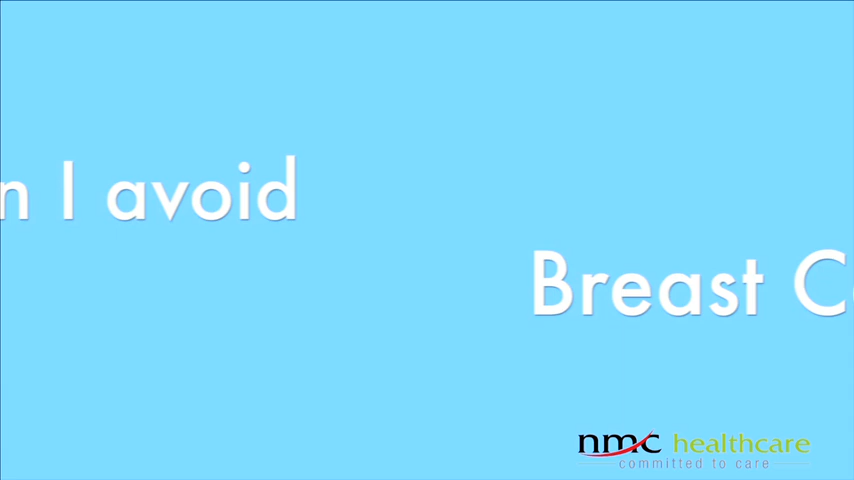 n I avoid
Breast C
nmc healthcare
committed to care